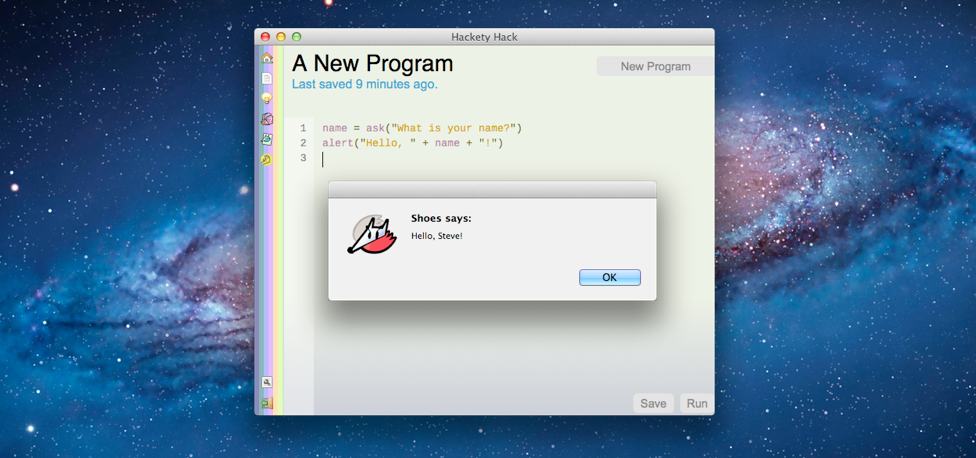 Hackety Hack
A New Program
New Program
Last saved 9 minutes ago.
1 name = ask("What is your name?")
2 alert("Hello, " + name + "!")
3
Shoes says:
Hello, Steve!
OK
Save Run